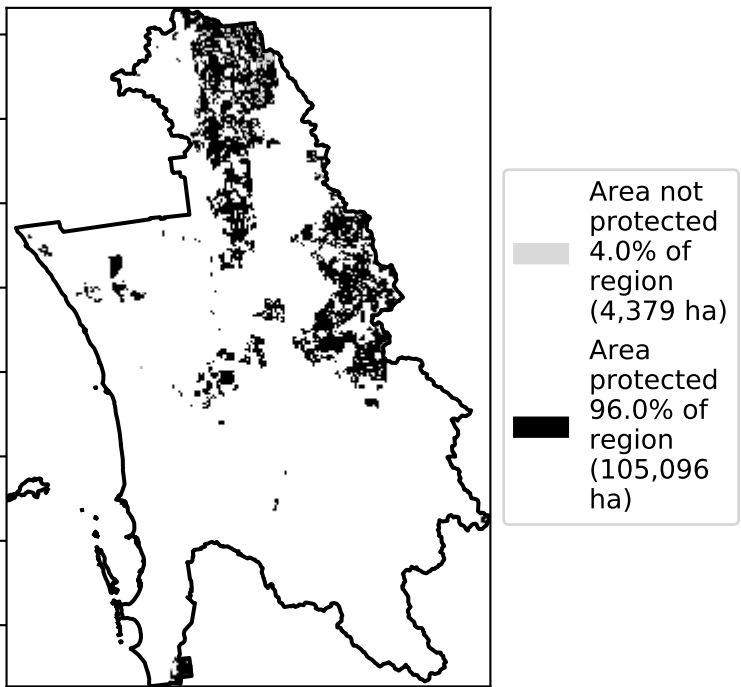 Area not
protected
4.0% of
region
(4,379 ha)
Area
protected
96.0% of
region
(105,096
ha)